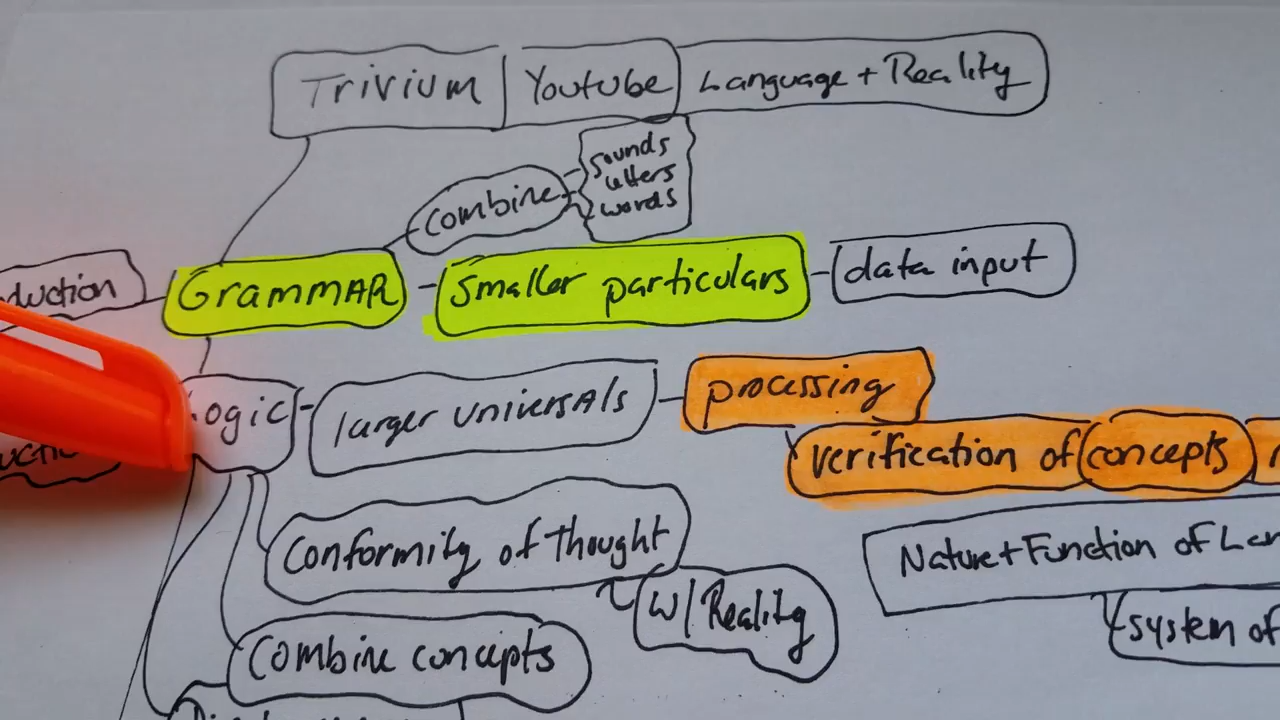 Trivium | Youtube | Language + Reality
sounds
letters
words
combine
duction
GrammAR
smaller particulars
data input
Logic
larger universAls
processing
verification of concepts
Conformity of Thought
w/ Reality
Nature + Function of Lan
system of
Combine concepts